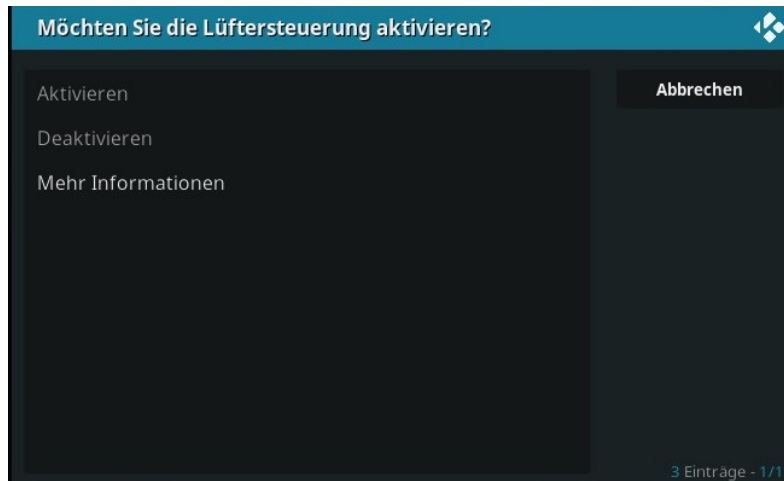 Möchten Sie die Lüftersteuerung aktivieren?
Aktivieren
Abbrechen
Deaktivieren
Mehr Informationen
3 Einträge - 1/1